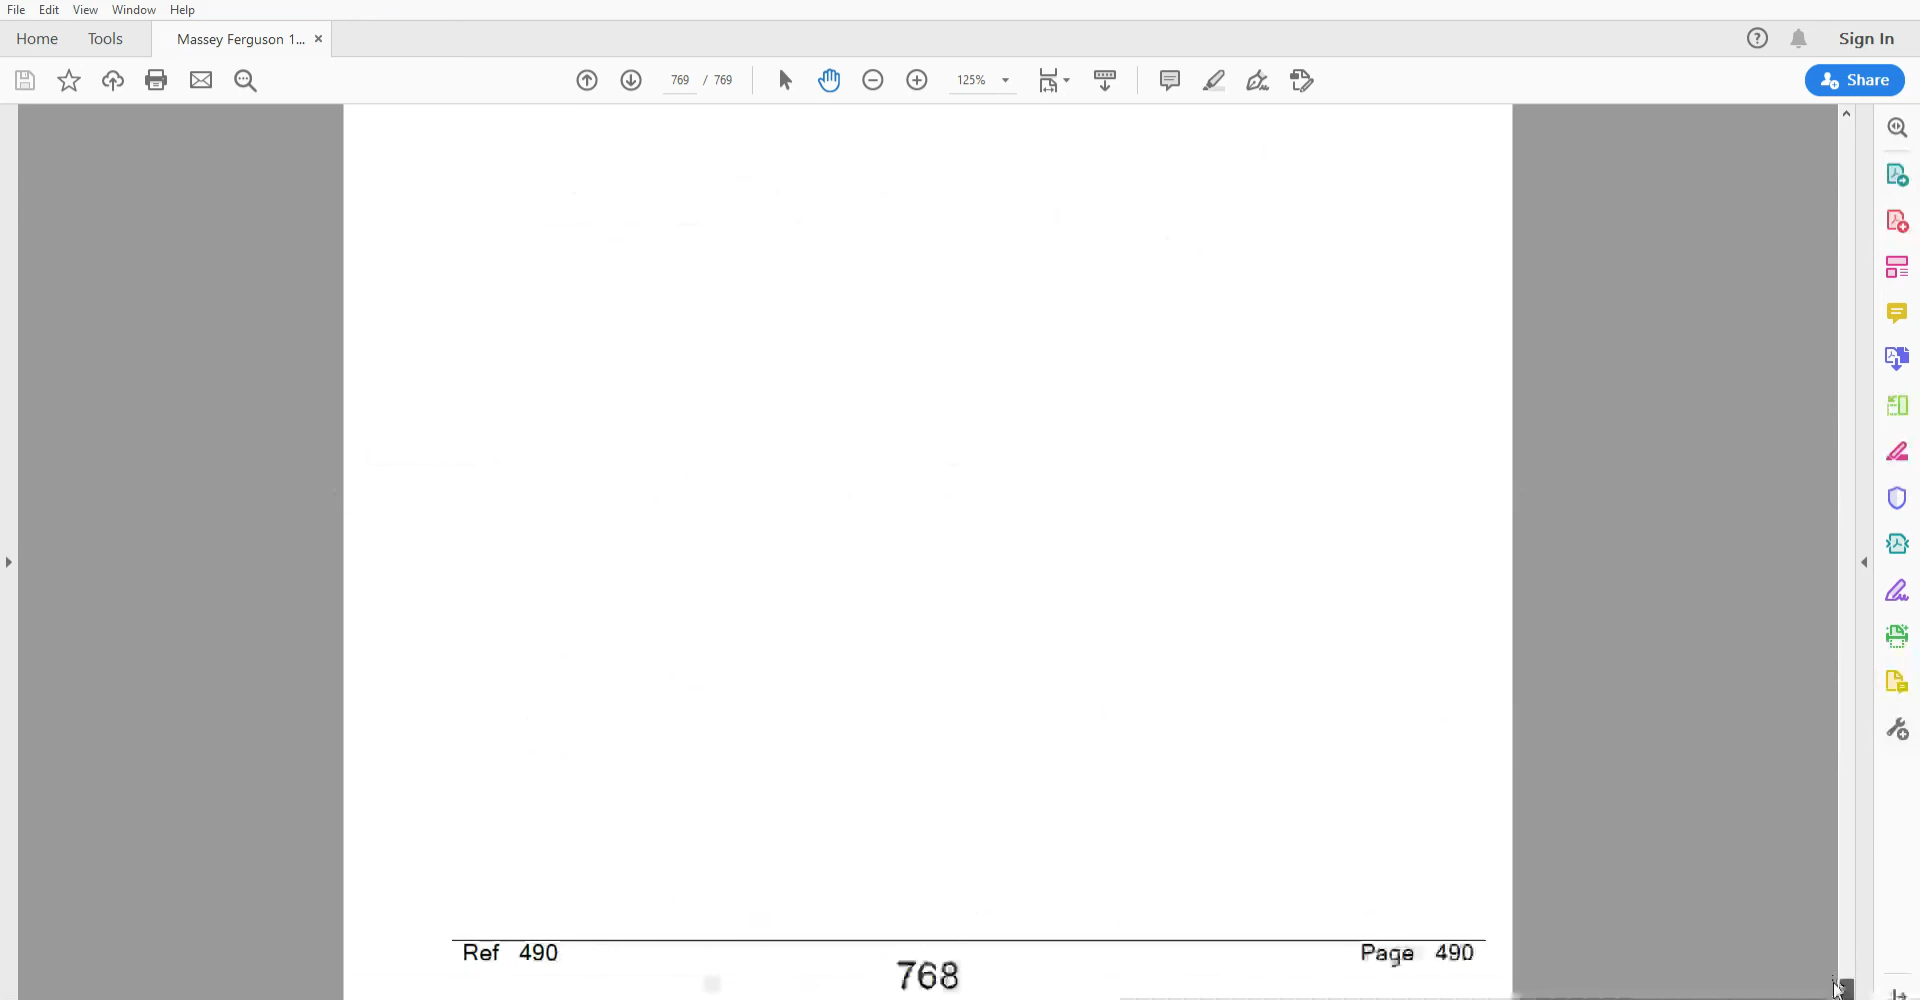 File Edit View Window Help
Home Tools Massey Ferguson 1... × Sign In
769 / 769 125% Share
Ref 490 Page 490
768